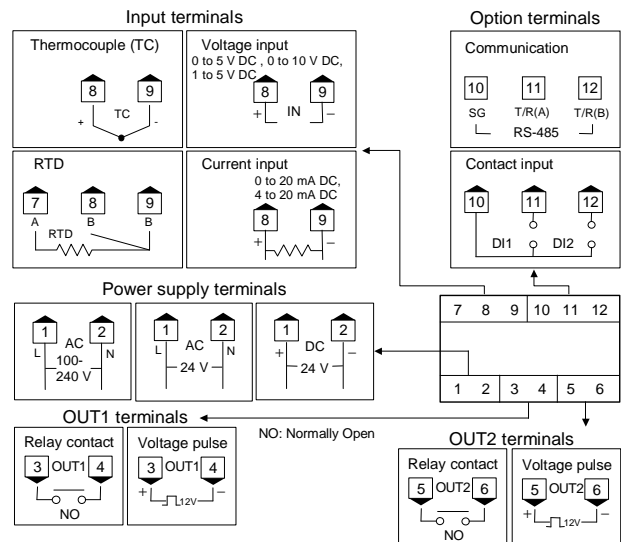 Input terminals
Thermocouple (TC)
8 9
TC
+ -
Voltage input
0 to 5 V DC , 0 to 10 V DC,
1 to 5 V DC
8 9
+ IN −
RTD
7 8 9
A B B
RTD
Current input
0 to 20 mA DC,
4 to 20 mA DC
8 9
+ −
Option terminals
Communication
10 11 12
SG T/R(A) T/R(B)
RS-485
Contact input
10 11 12
DI1 DI2
Power supply terminals
1 2
AC
L N
100-
240 V
1 2
AC
L N
24 V
1 2
DC
+ −
24 V
7 8 9 10 11 12
1 2 3 4 5 6
OUT1 terminals
NO: Normally Open
Relay contact
3 OUT1 4
NO
Voltage pulse
3 OUT1 4
+ −
12V
OUT2 terminals
Relay contact
5 OUT2 6
NO
Voltage pulse
5 OUT2 6
+ −
12V